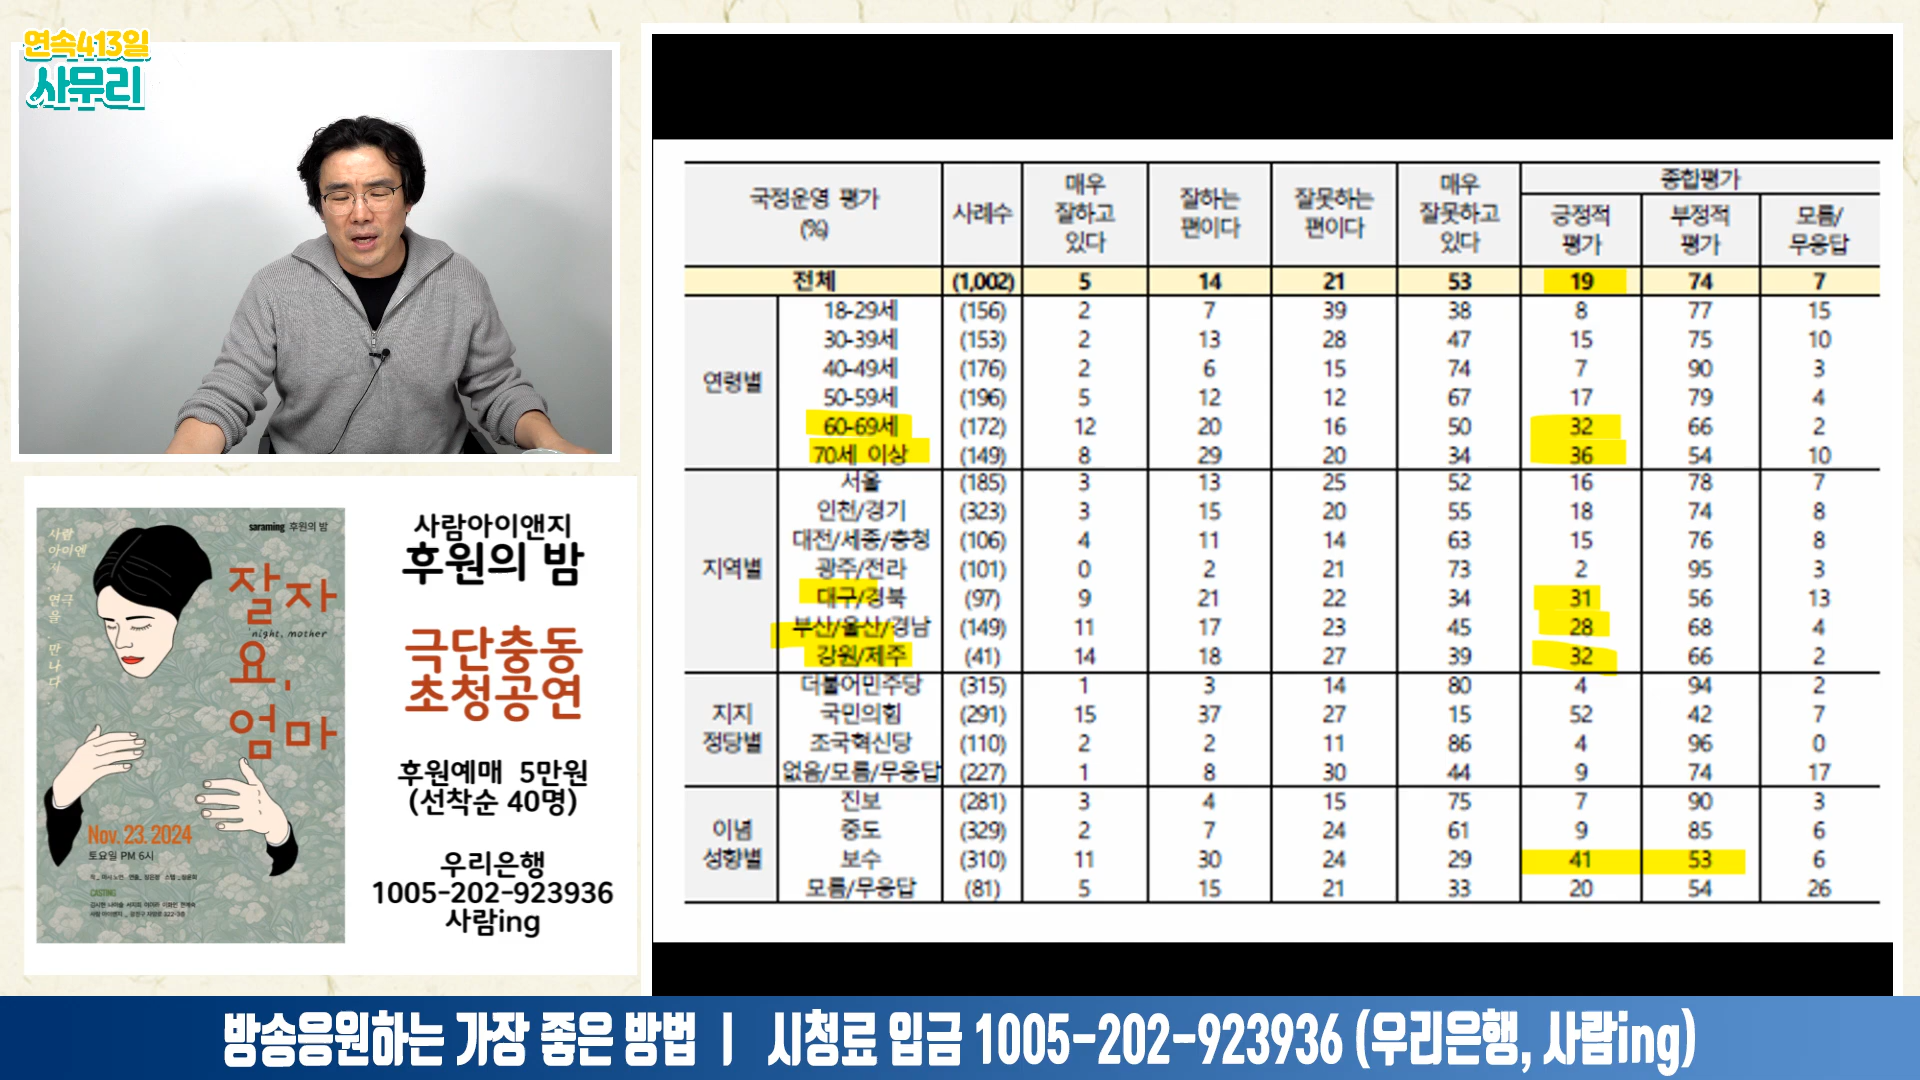 연속413일
사무리
saraming 후원의 밤
사람
아이엔
지
연극
을
만
나
다
잘자
'night, mother
요,
엄마
Nov. 23. 2024
토요일 PM 6시
CASTING
사람아이앤지
후원의 밤
극단충동
초청공연
후원예매 5만원
(선착순 40명)
우리은행
1005-202-923936
사람ing
국정운영 평가 (%) 사례수 매우 잘하고 있다 잘하는 편이다 잘못하는 편이다 매우 잘못하고 있다 종합평가 긍정적 평가 부정적 평가 모름/무응답
전체 (1,002) 5 14 21 53 19 74 7
연령별
18-29세 (156) 2 7 39 38 8 77 15
30-39세 (153) 2 13 28 47 15 75 10
40-49세 (176) 2 6 15 74 7 90 3
50-59세 (196) 5 12 12 67 17 79 4
60-69세 (172) 12 20 16 50 32 66 2
70세 이상 (149) 8 29 20 34 36 54 10
지역별
서울 (185) 3 13 25 52 16 78 7
인천/경기 (323) 3 15 20 55 18 74 8
대전/세종/충청 (106) 4 11 14 63 15 76 8
광주/전라 (101) 0 2 21 73 2 95 3
대구/경북 (97) 9 21 22 34 31 56 13
부산/울산/경남 (149) 11 17 23 45 28 68 4
강원/제주 (41) 14 18 27 39 32 66 2
지지 정당별
더불어민주당 (315) 1 3 14 80 4 94 2
국민의힘 (291) 15 37 27 15 52 42 7
조국혁신당 (110) 2 2 11 86 4 96 0
없음/모름/무응답 (227) 1 8 30 44 9 74 17
이념 성향별
진보 (281) 3 4 15 75 7 90 3
중도 (329) 2 7 24 61 9 85 6
보수 (310) 11 30 24 29 41 53 6
모름/무응답 (81) 5 15 21 33 20 54 26
방송응원하는 가장 좋은 방법 | 시청료 입금 1005-202-923936 (우리은행, 사람ing)